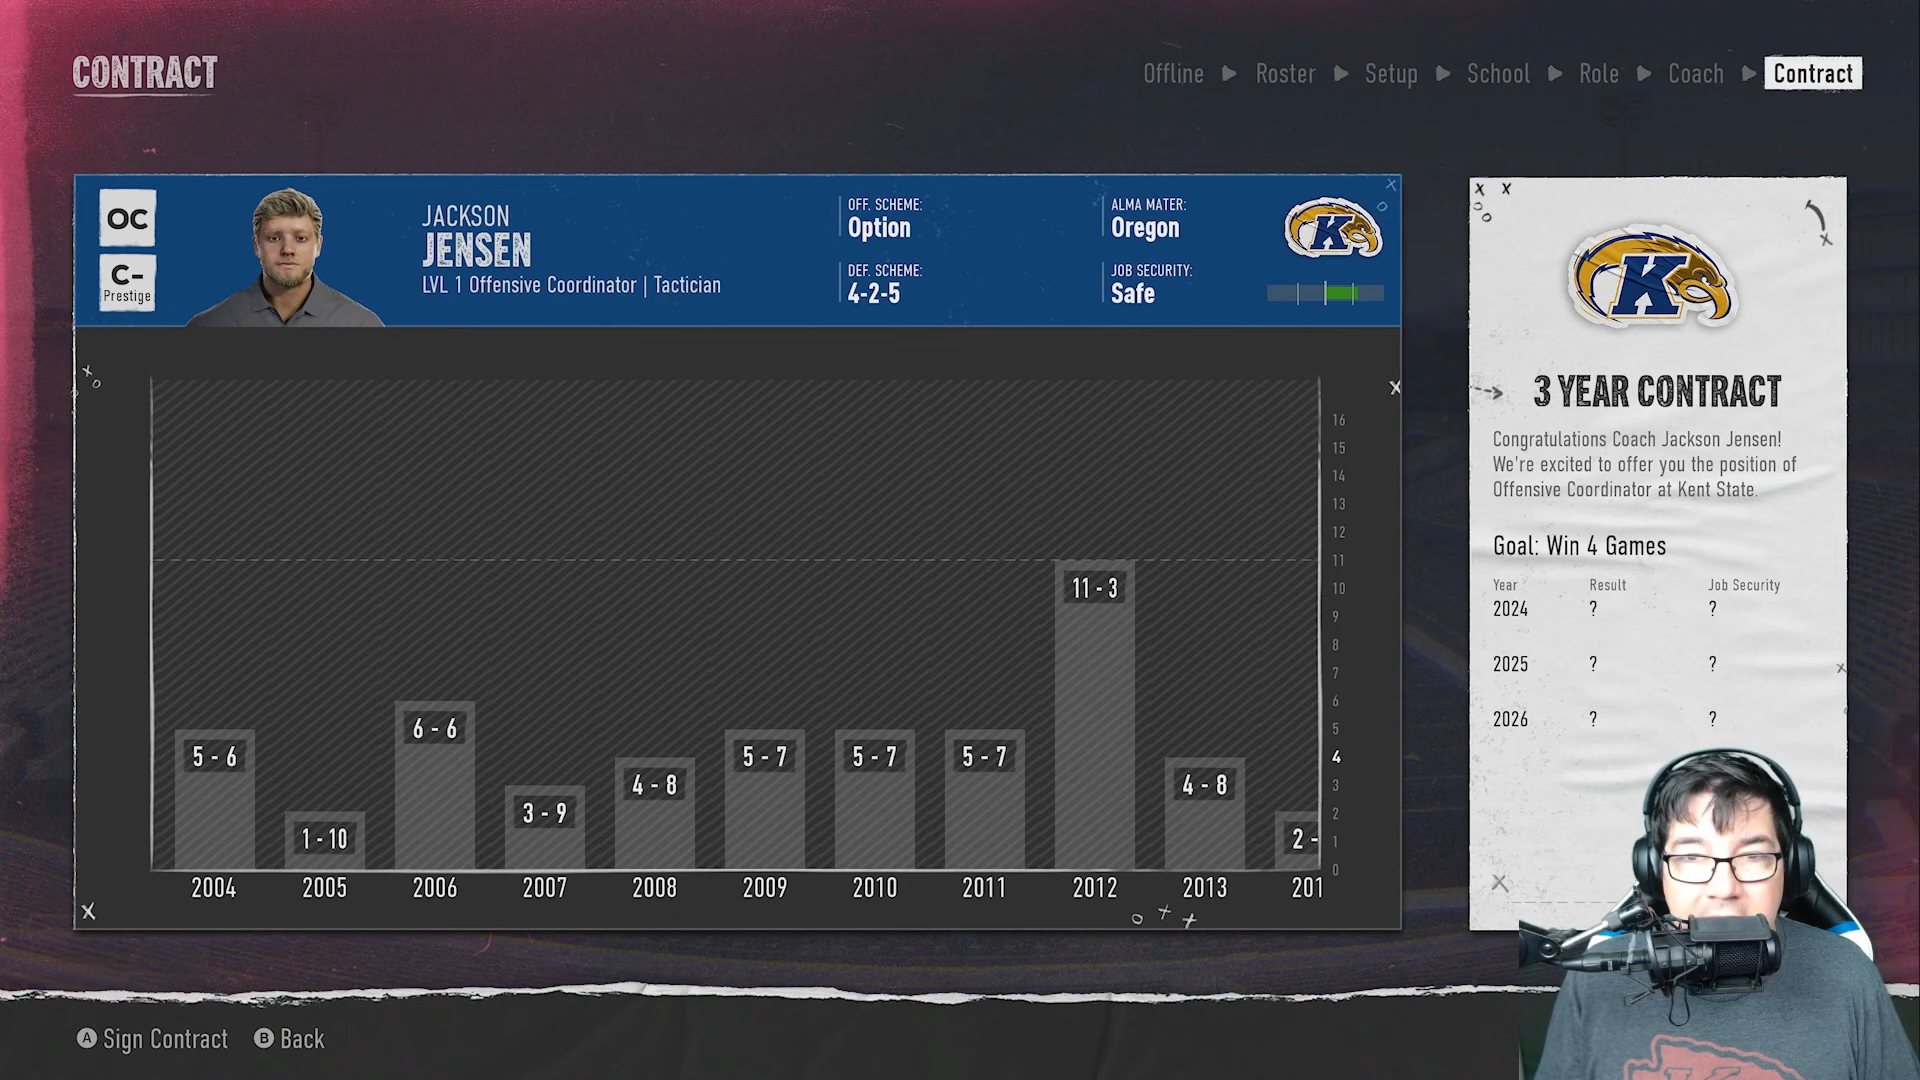 CONTRACT
Offline Roster Setup School Role Coach Contract
OC
C-
Prestige
JACKSON
JENSEN
LVL 1 Offensive Coordinator | Tactician
OFF. SCHEME:
Option
DEF. SCHEME:
4-2-5
ALMA MATER:
Oregon
JOB SECURITY:
Safe
K
16
15
14
13
12
11
10
9
8
7
6
5
4
3
2
1
0
5 - 6
1 - 10
6 - 6
3 - 9
4 - 8
5 - 7
5 - 7
5 - 7
11 - 3
4 - 8
2 -
2004 2005 2006 2007 2008 2009 2010 2011 2012 2013 201
K
3 YEAR CONTRACT
Congratulations Coach Jackson Jensen!
We're excited to offer you the position of
Offensive Coordinator at Kent State.
Goal: Win 4 Games
Year Result Job Security
2024 ? ?
2025 ? ?
2026 ? ?
A Sign Contract B Back